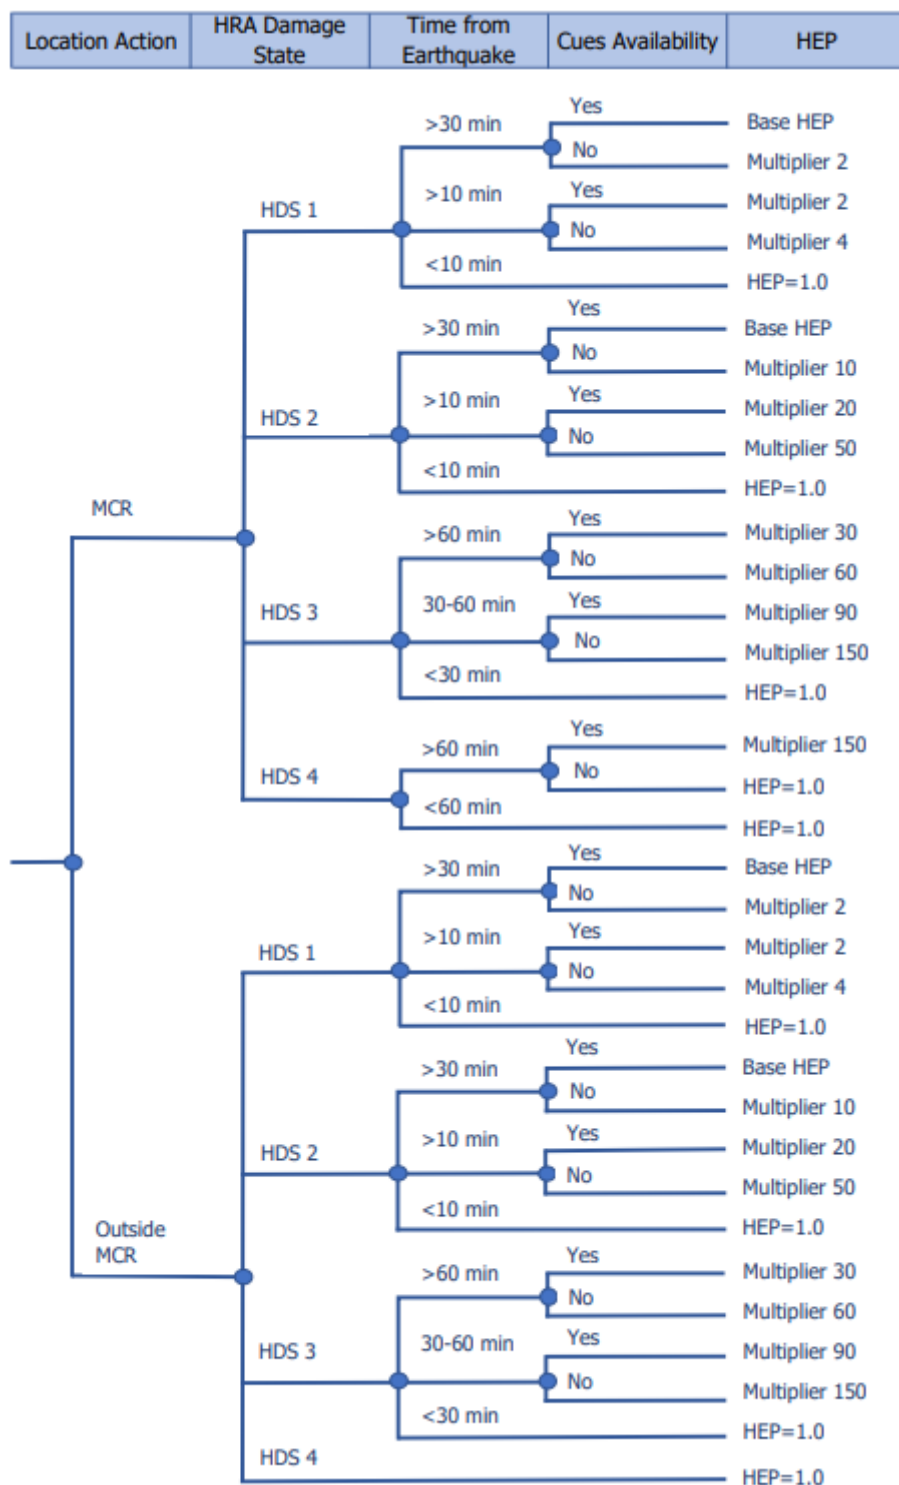 Location Action
HRA Damage
State
Time from
Earthquake
Cues Availability
HEP
MCR
HDS 1
>30 min
Yes
Base HEP
No
Multiplier 2
>10 min
Yes
Multiplier 2
No
Multiplier 4
<10 min
HEP=1.0
HDS 2
>30 min
Yes
Base HEP
No
Multiplier 10
>10 min
Yes
Multiplier 20
No
Multiplier 50
<10 min
HEP=1.0
HDS 3
>60 min
Yes
Multiplier 30
No
Multiplier 60
30-60 min
Yes
Multiplier 90
No
Multiplier 150
<30 min
HEP=1.0
HDS 4
>60 min
Yes
Multiplier 150
No
HEP=1.0
<60 min
HEP=1.0
Outside
MCR
HDS 1
>30 min
Yes
Base HEP
No
Multiplier 2
>10 min
Yes
Multiplier 2
No
Multiplier 4
<10 min
HEP=1.0
HDS 2
>30 min
Yes
Base HEP
No
Multiplier 10
>10 min
Yes
Multiplier 20
No
Multiplier 50
<10 min
HEP=1.0
HDS 3
>60 min
Yes
Multiplier 30
No
Multiplier 60
30-60 min
Yes
Multiplier 90
No
Multiplier 150
<30 min
HEP=1.0
HDS 4
HEP=1.0